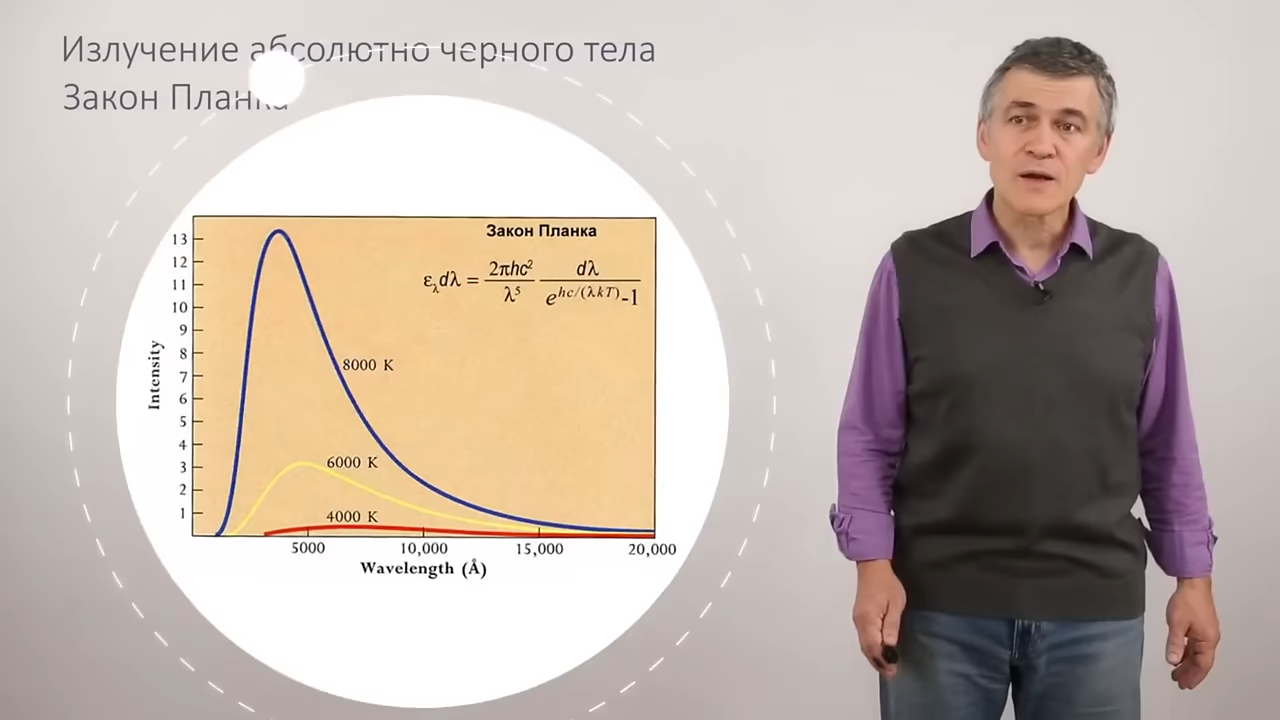 Излучение абсолютно черного тела
Закон Планка
Закон Планка
ε_λ dλ = 2πhc²/λ⁵ dλ/(e^{hc/(λkT)}-1)
13
12
11
10
9
8
7
6
5
4
3
2
1
Intensity
8000 K
6000 K
4000 K
5000 10,000 15,000 20,000
Wavelength (Å)